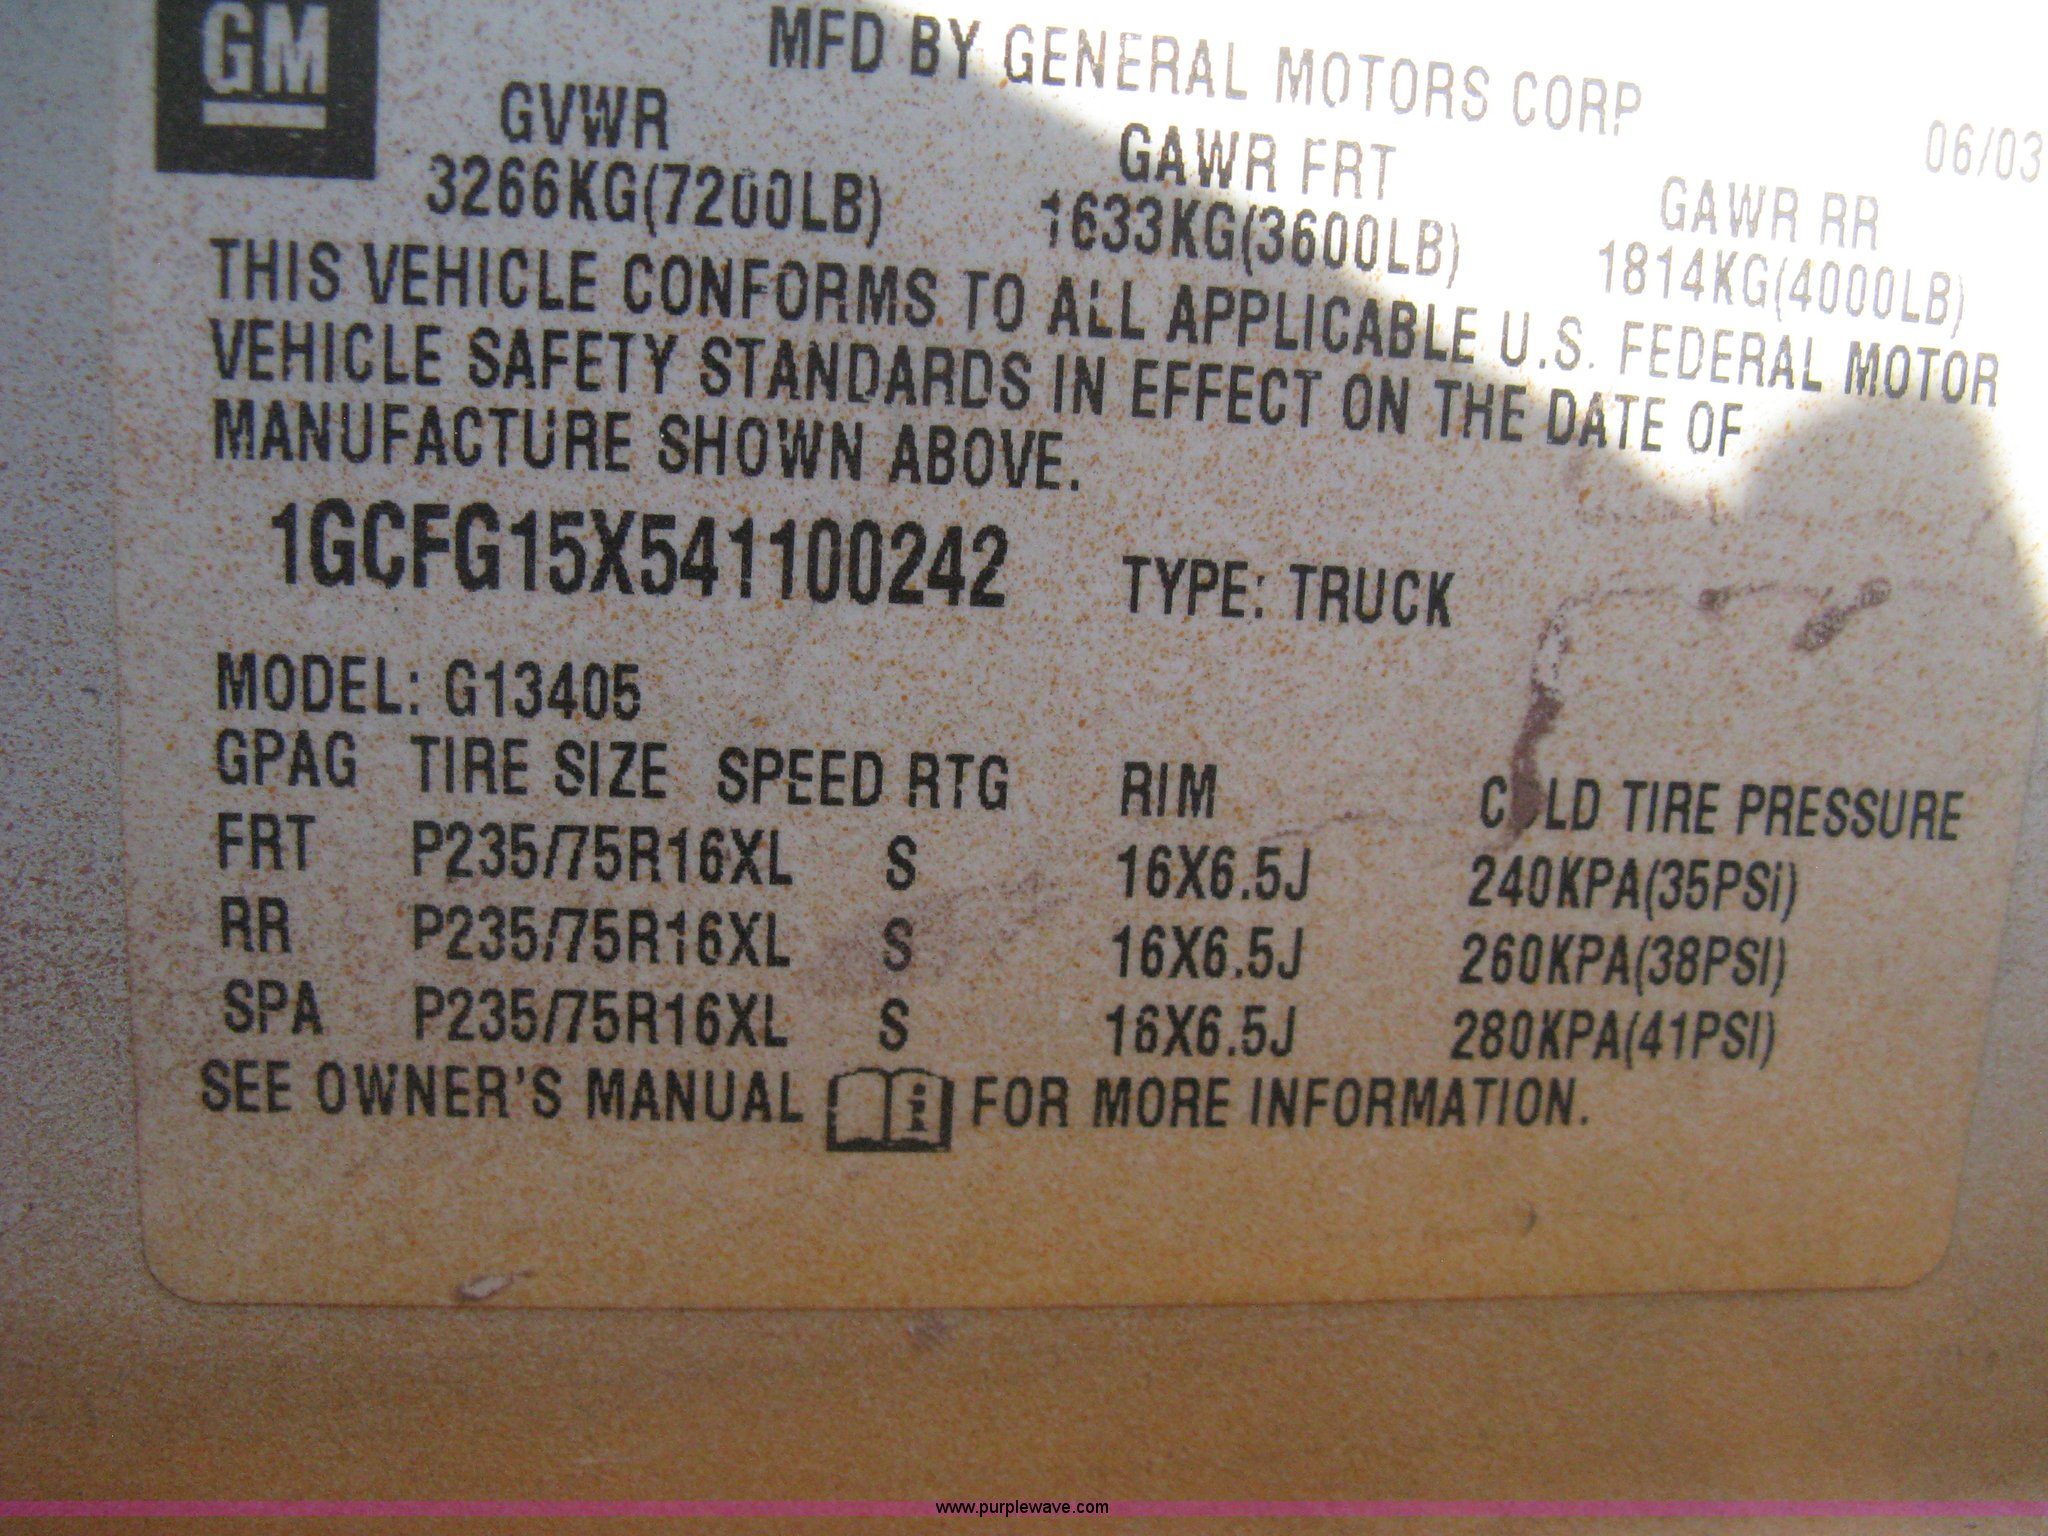 GM
MFD BY GENERAL MOTORS CORP
06/03
GVWR
GAWR FRT
GAWR RR
3266KG(7200LB)
1633KG(3600LB)
1814KG(4000LB)
THIS VEHICLE CONFORMS TO ALL APPLICABLE U.S. FEDERAL MOTOR
VEHICLE SAFETY STANDARDS IN EFFECT ON THE DATE OF
MANUFACTURE SHOWN ABOVE.
1GCFG15X541100242 TYPE: TRUCK
MODEL: G13405
GPAG TIRE SIZE SPEED RTG RIM COLD TIRE PRESSURE
FRT P235/75R16XL S 16X6.5J 240KPA(35PSi)
RR P235/75R16XL S 16X6.5J 260KPA(38PSI)
SPA P235/75R16XL S 16X6.5J 280KPA(41PSI)
SEE OWNER'S MANUAL i FOR MORE INFORMATION.
www.purplewave.com